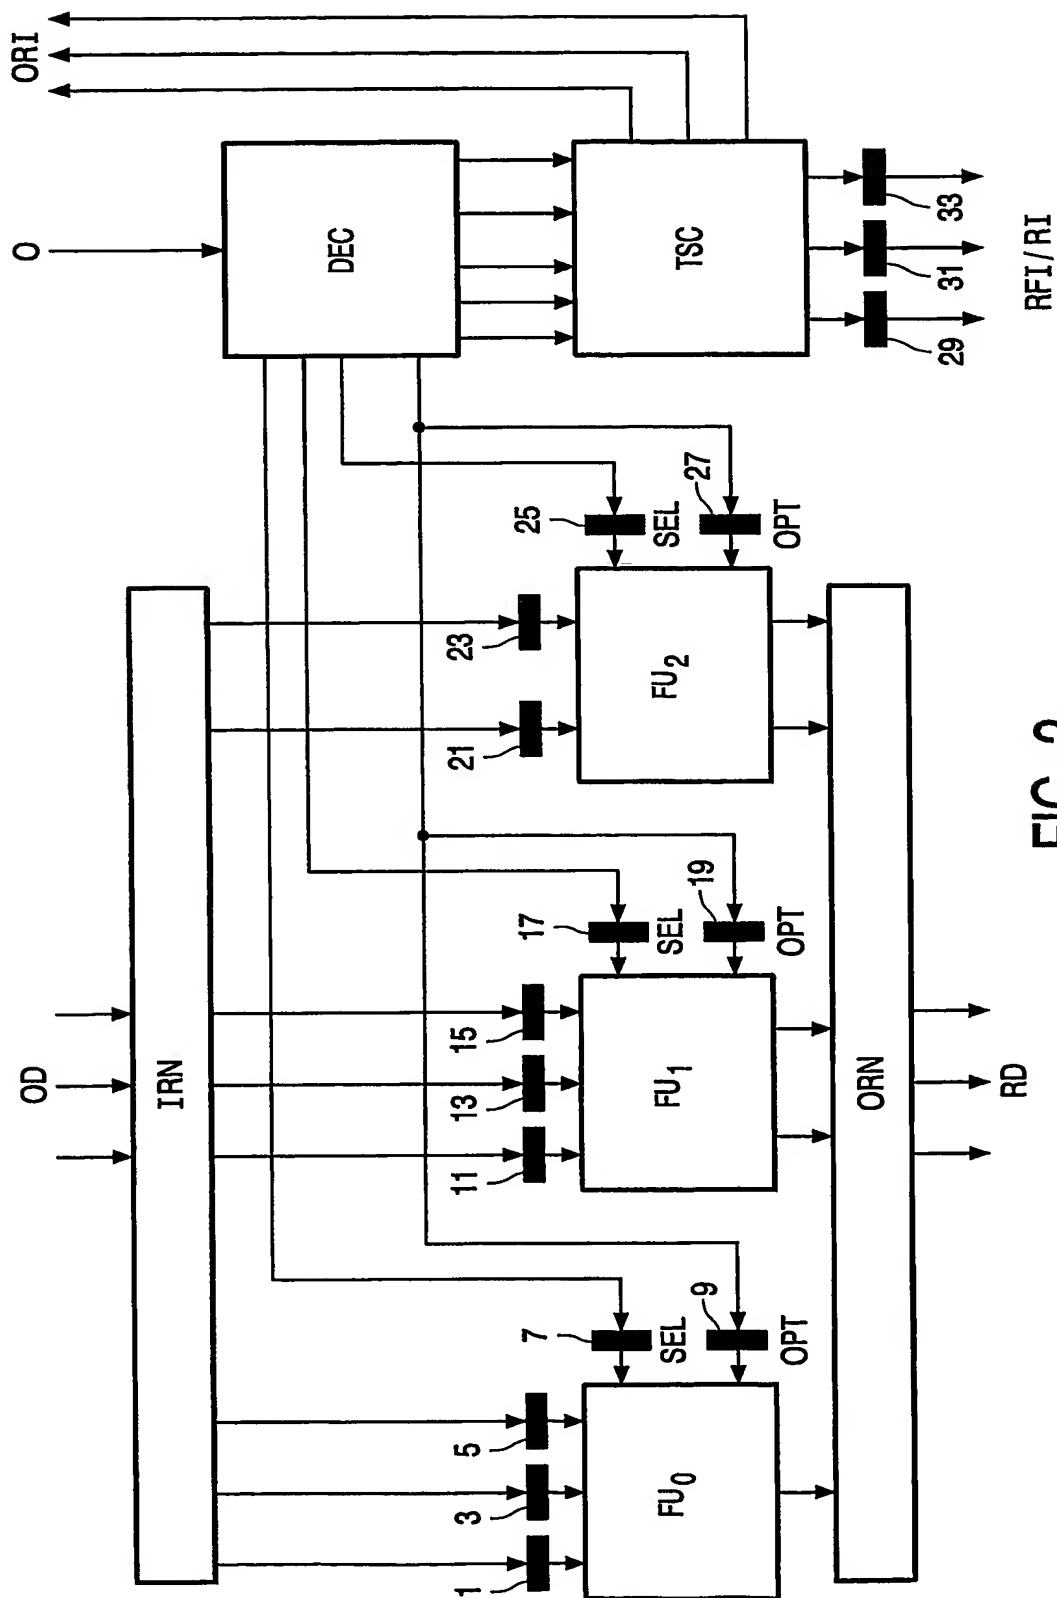 OD
O
ORI
IRN
DEC
1
3
5
11
13
15
21
23
7
17
25
SEL
SEL
SEL
FU0
FU1
FU2
TSC
9
19
27
OPT
OPT
OPT
ORN
29
31
33
RD
RFI/RI
FIG